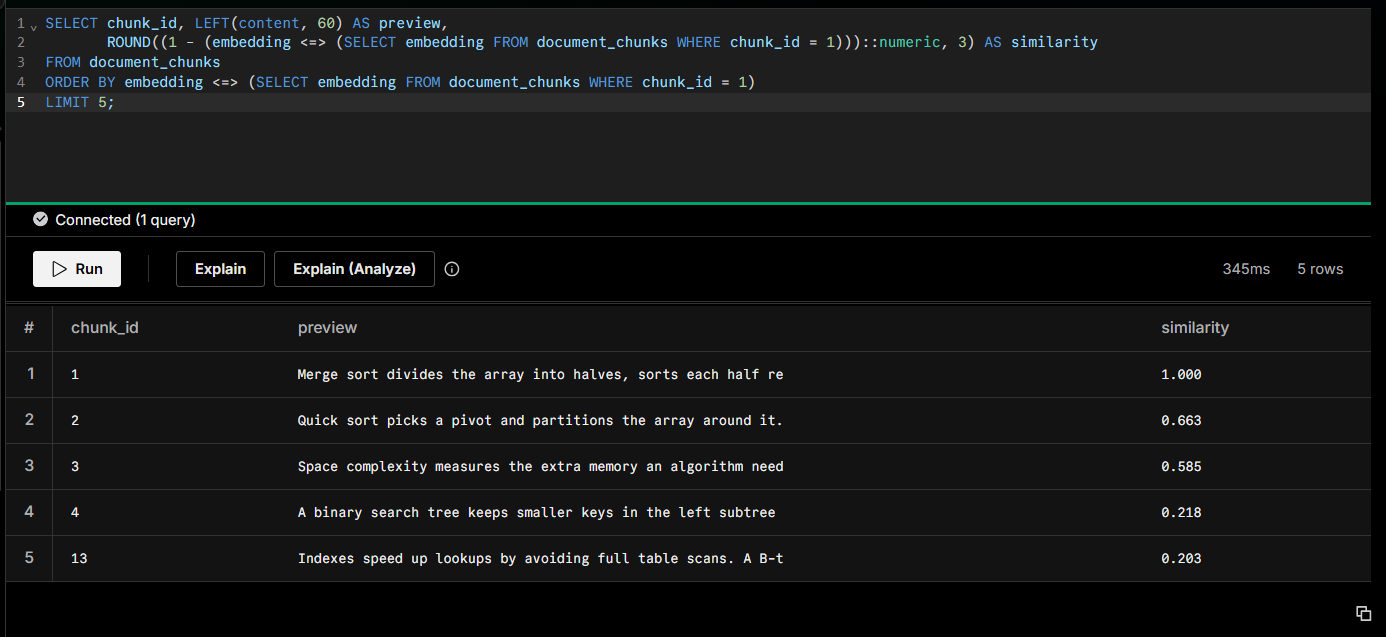 1 SELECT chunk_id, LEFT(content, 60) AS preview,
2 ROUND((1 - (embedding <=> (SELECT embedding FROM document_chunks WHERE chunk_id = 1)))::numeric, 3) AS similarity
3 FROM document_chunks
4 ORDER BY embedding <=> (SELECT embedding FROM document_chunks WHERE chunk_id = 1)
5 LIMIT 5;
Connected (1 query)
Run Explain Explain (Analyze) 345ms 5 rows
# chunk_id preview similarity
1 1 Merge sort divides the array into halves, sorts each half re 1.000
2 2 Quick sort picks a pivot and partitions the array around it. 0.663
3 3 Space complexity measures the extra memory an algorithm need 0.585
4 4 A binary search tree keeps smaller keys in the left subtree 0.218
5 13 Indexes speed up lookups by avoiding full table scans. A B-t 0.203